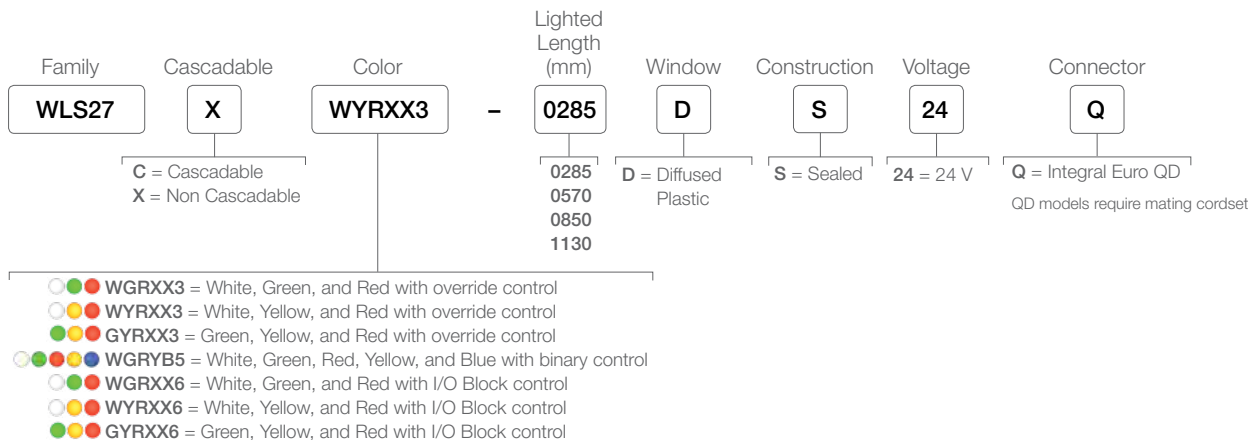 Lighted
Length
(mm)
Family Cascadable Color Window Construction Voltage Connector
WLS27 X WYRXX3 – 0285 D S 24 Q
C = Cascadable
X = Non Cascadable
0285
0570
0850
1130
D = Diffused
Plastic
S = Sealed
24 = 24 V
Q = Integral Euro QD
QD models require mating cordset
WGRXX3 = White, Green, and Red with override control
WYRXX3 = White, Yellow, and Red with override control
GYRXX3 = Green, Yellow, and Red with override control
WGRYB5 = White, Green, Red, Yellow, and Blue with binary control
WGRXX6 = White, Green, and Red with I/O Block control
WYRXX6 = White, Yellow, and Red with I/O Block control
GYRXX6 = Green, Yellow, and Red with I/O Block control